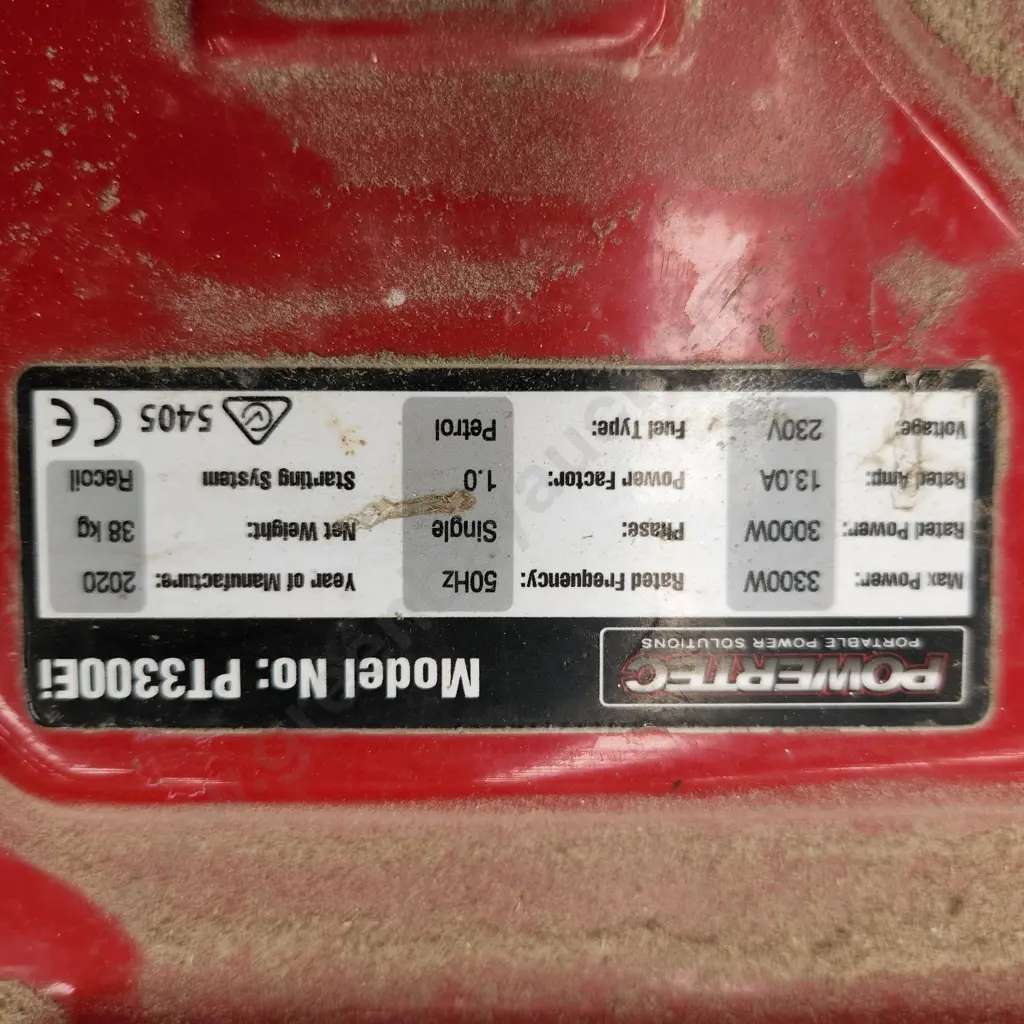 POWERTEC
PORTABLE POWER SOLUTIONS
Model No: PT3300Ei
Max Power: 3300W Rated Frequency: 50Hz Year of Manufacture: 2020
Rated Power: 3000W Phase: Single Net Weight: 38 kg
Rated Amp: 13.0A Power Factor: 1.0 Starting System Recoil
Voltage: 230V Fuel Type: Petrol 5405 CE